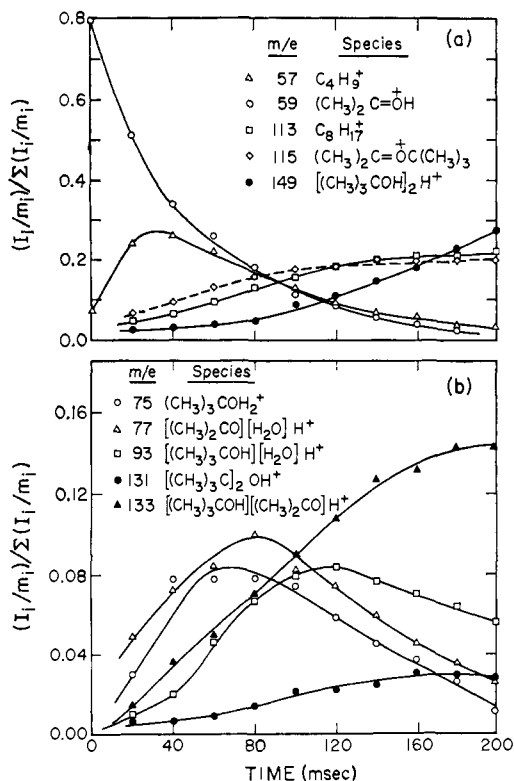 (a)
m/e Species
△ 57 C₄H₉⁺
○ 59 (CH₃)₂C=O⁺H
□ 113 C₈H₁₇⁺
◇ 115 (CH₃)₂C=O⁺C(CH₃)₃
● 149 [(CH₃)₃COH]₂H⁺
(Iᵢ/mᵢ)/Σ(Iᵢ/mᵢ)
0.8
0.6
0.4
0.2
0.0
(b)
m/e Species
○ 75 (CH₃)₃COH₂⁺
△ 77 [(CH₃)₂CO][H₂O]H⁺
□ 93 [(CH₃)₃COH][H₂O]H⁺
● 131 [(CH₃)₃C]₂OH⁺
▲ 133 [(CH₃)₃COH][(CH₃)₂CO]H⁺
(Iᵢ/mᵢ)/Σ(Iᵢ/mᵢ)
0.16
0.12
0.08
0.04
0.00
0 40 80 120 160 200
TIME (msec)